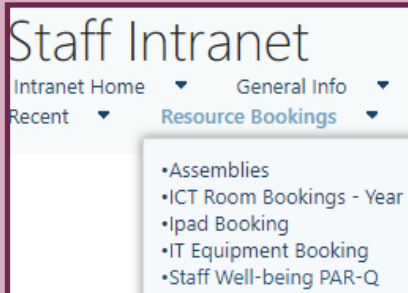 Staff Intranet
Intranet Home General Info
Recent Resource Bookings
•Assemblies
•ICT Room Bookings - Year
•Ipad Booking
•IT Equipment Booking
•Staff Well-being PAR-Q